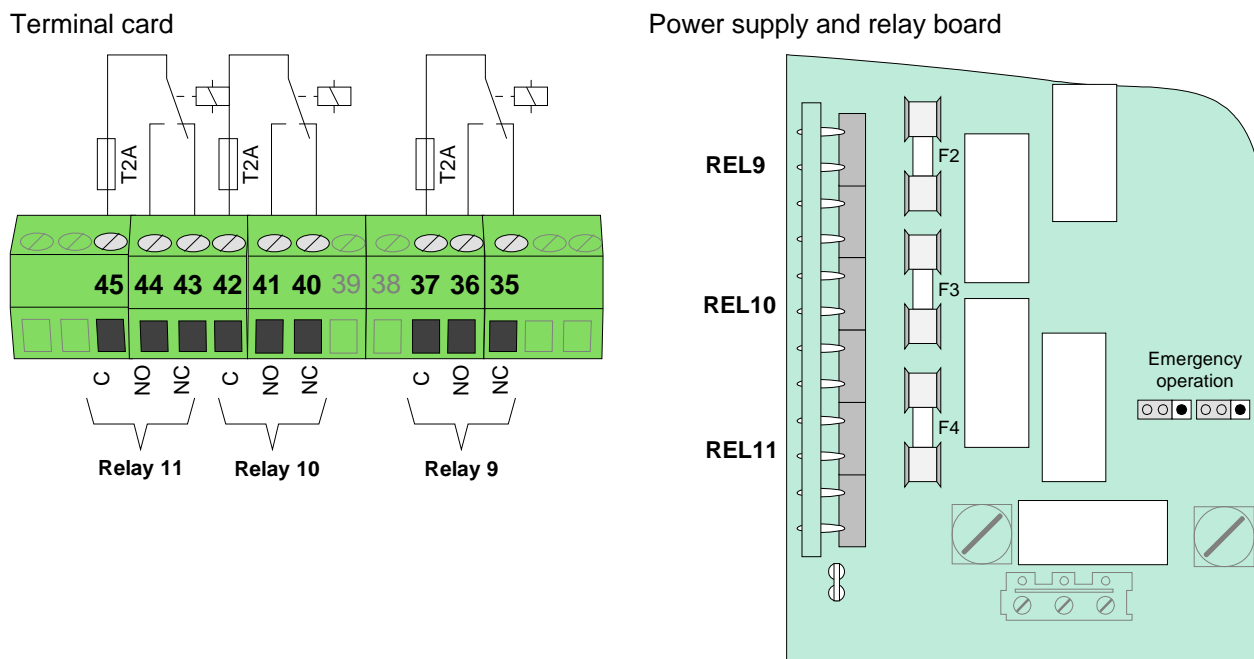 Terminal card
T2A
T2A
T2A
45 44 43 42 41 40 39 38 37 36 35
C NO NC C NO NC C NO NC
Relay 11 Relay 10 Relay 9
Power supply and relay board
REL9
F2
REL10
F3
REL11
F4
Emergency
operation